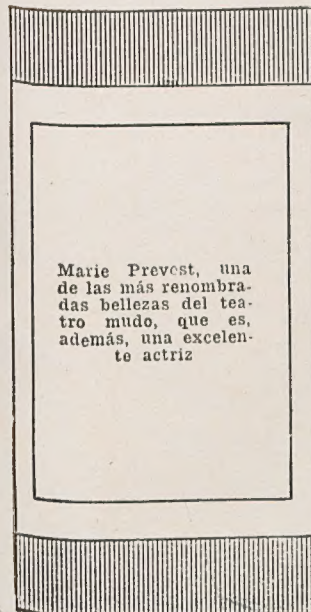 Marie Prevost, una
de las más renombra-
das bellezas del tea-
tro mudo, que es,
además, una excelen-
te actriz